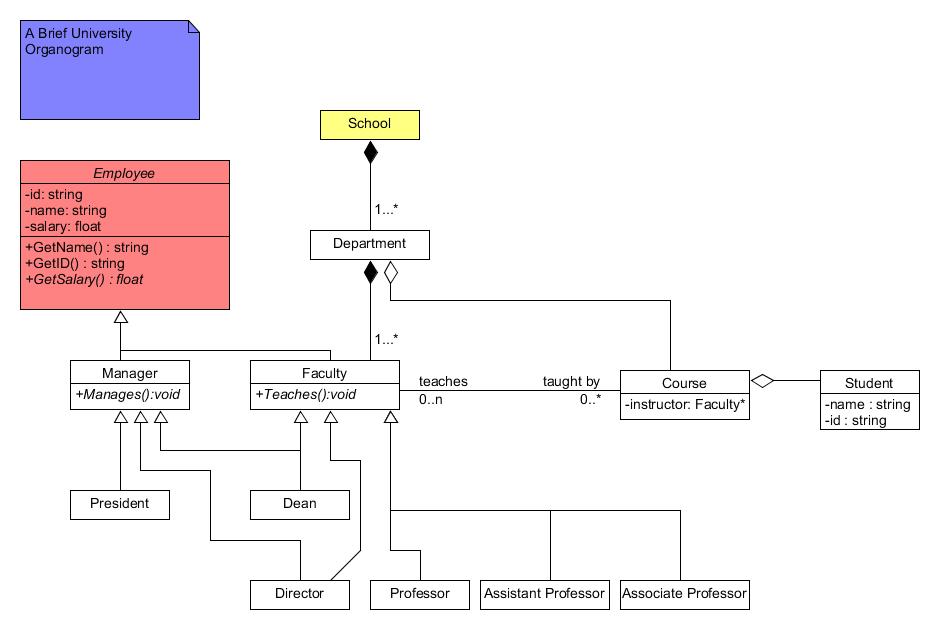 A Brief University
Organogram
School
1...*
Department
1...*
Employee
-id: string
-name: string
-salary: float
+GetName() : string
+GetID() : string
+GetSalary() : float
Manager
+Manages():void
Faculty
+Teaches():void
teaches
0..n
taught by
0..*
Course
-instructor: Faculty*
Student
-name : string
-id : string
President
Dean
Director
Professor
Assistant Professor
Associate Professor